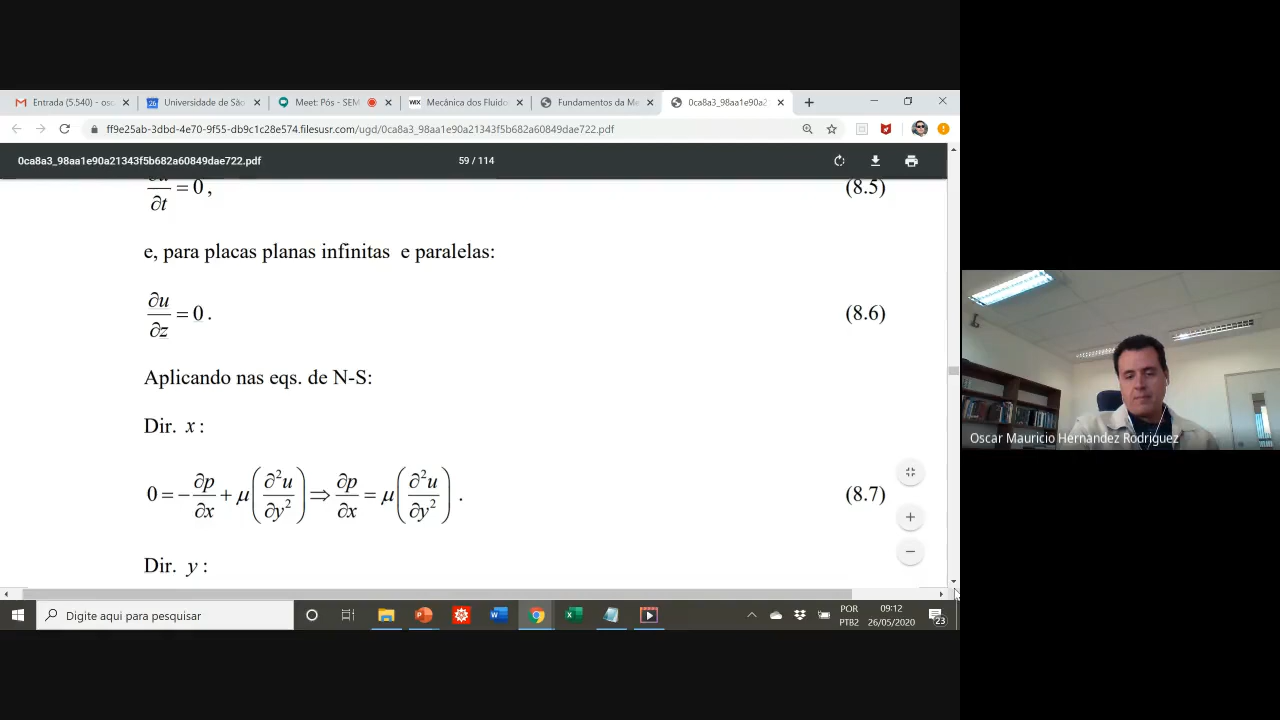 Entrada (5.540) - os
Universidade de São
Meet: Pós - SEM
WIX Mecânica dos Fluido
Fundamentos da Me
0ca8a3_98aa1e90a2
ff9e25ab-3dbd-4e70-9f65-db9c1c28e574.filesusr.com/ugd/0ca8a3_98aa1e90a21343f5b682a60849dae722.pdf
0ca8a3_98aa1e90a21343f5b682a60849dae722.pdf
59 / 114
∂u/∂t = 0 , (8.5)
e, para placas planas infinitas e paralelas:
∂u/∂z = 0 . (8.6)
Aplicando nas eqs. de N-S:
Dir. x :
0 = −∂p/∂x + μ(∂²u/∂y²) ⇒ ∂p/∂x = μ(∂²u/∂y²) . (8.7)
Dir. y :
Oscar Mauricio Hernandez Rodriguez
Digite aqui para pesquisar
POR
PTB2
09:12
26/05/2020
23